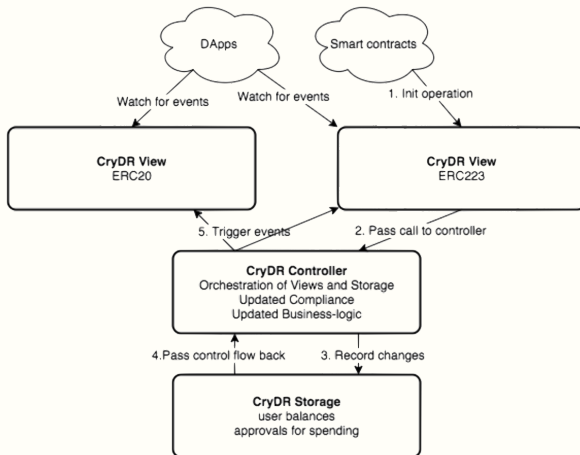 DApps
Smart contracts
Watch for events
Watch for events
1. Init operation
CryDR View
ERC20
CryDR View
ERC223
5. Trigger events
2. Pass call to controller
CryDR Controller
Orchestration of Views and Storage
Updated Compliance
Updated Business-logic
4.Pass control flow back
3. Record changes
CryDR Storage
user balances
approvals for spending